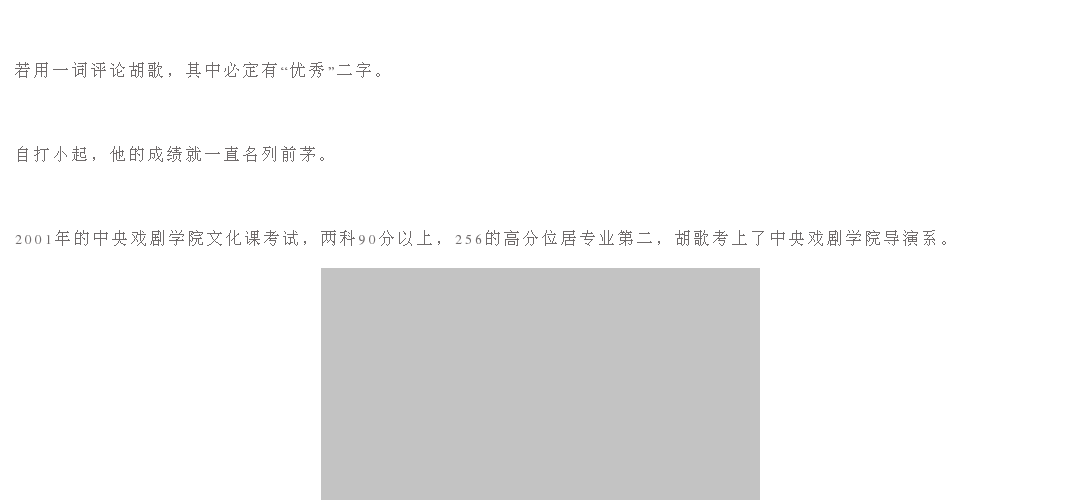 若用一词评论胡歌，其中必定有“优秀”二字。
自打小起，他的成绩就一直名列前茅。
2001年的中央戏剧学院文化课考试，两科90分以上，256的高分位居专业第二，胡歌考上了中央戏剧学院导演系。